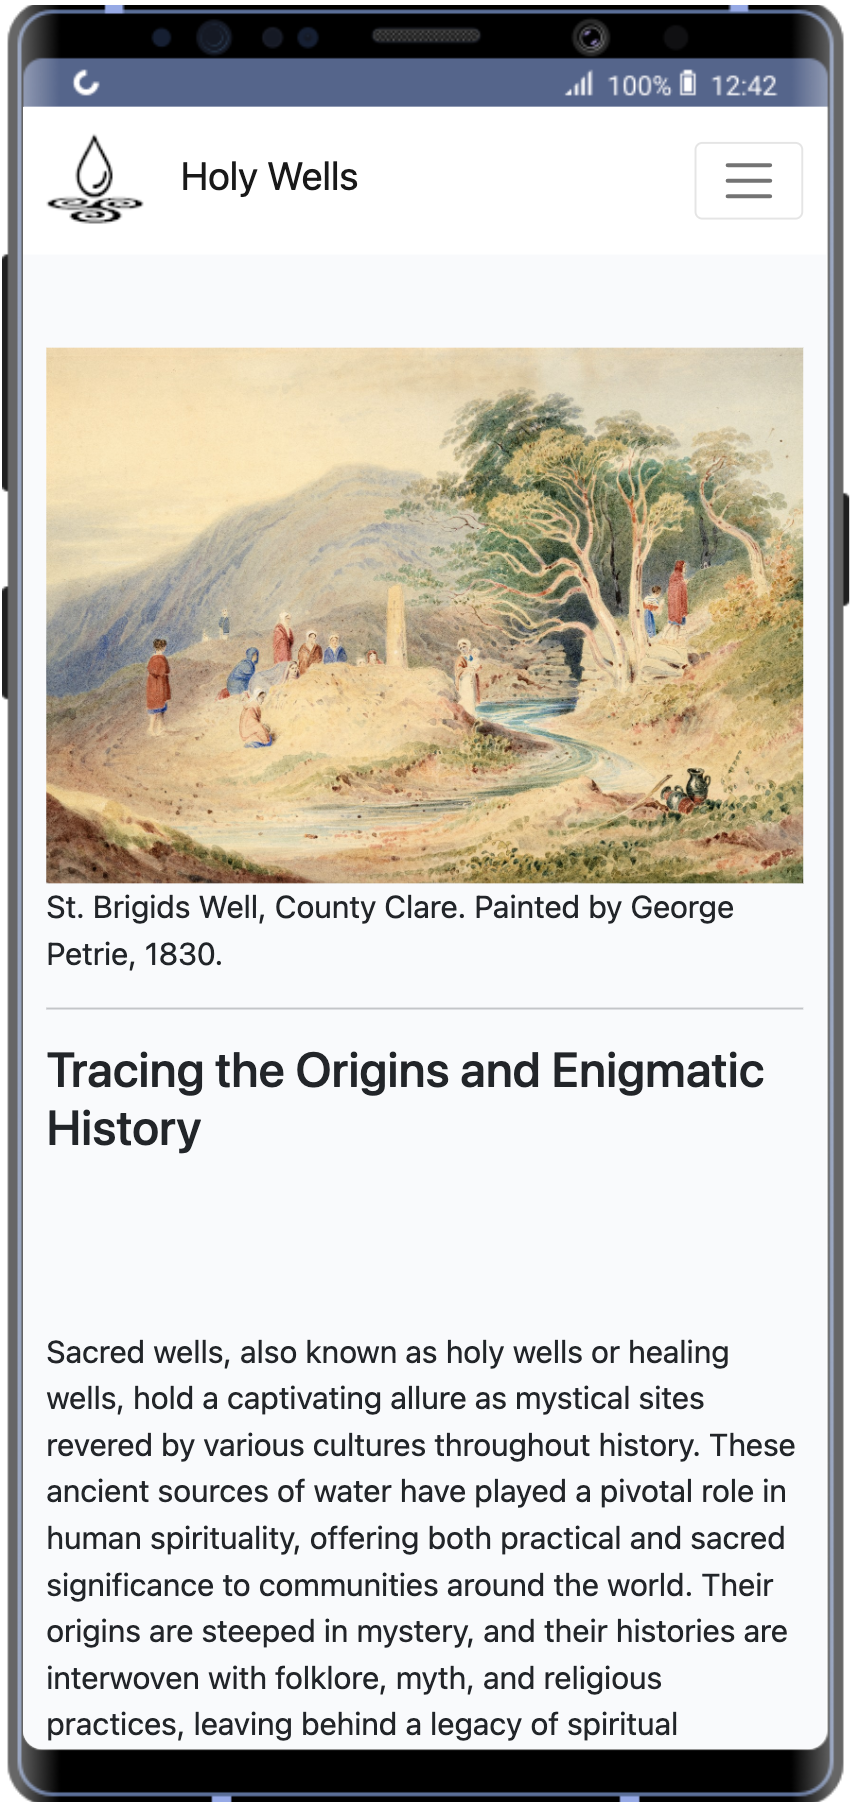 100% 12:42
Holy Wells
St. Brigids Well, County Clare. Painted by George
Petrie, 1830.
Tracing the Origins and Enigmatic
History
Sacred wells, also known as holy wells or healing
wells, hold a captivating allure as mystical sites
revered by various cultures throughout history. These
ancient sources of water have played a pivotal role in
human spirituality, offering both practical and sacred
significance to communities around the world. Their
origins are steeped in mystery, and their histories are
interwoven with folklore, myth, and religious
practices, leaving behind a legacy of spiritual